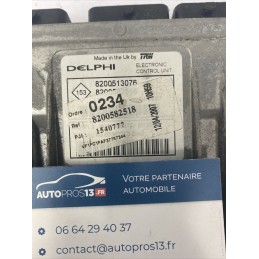 Made in the Uk by TRW
DELPHI
ELECTRONIC
CONTROL UNIT
153
8200513076
Ordre
0234
Ref
8200582518
1540777
AUTOPROS13.FR
VOTRE PARTENAIRE
AUTOMOBILE
06 64 29 40 37
contact@autopros13.fr